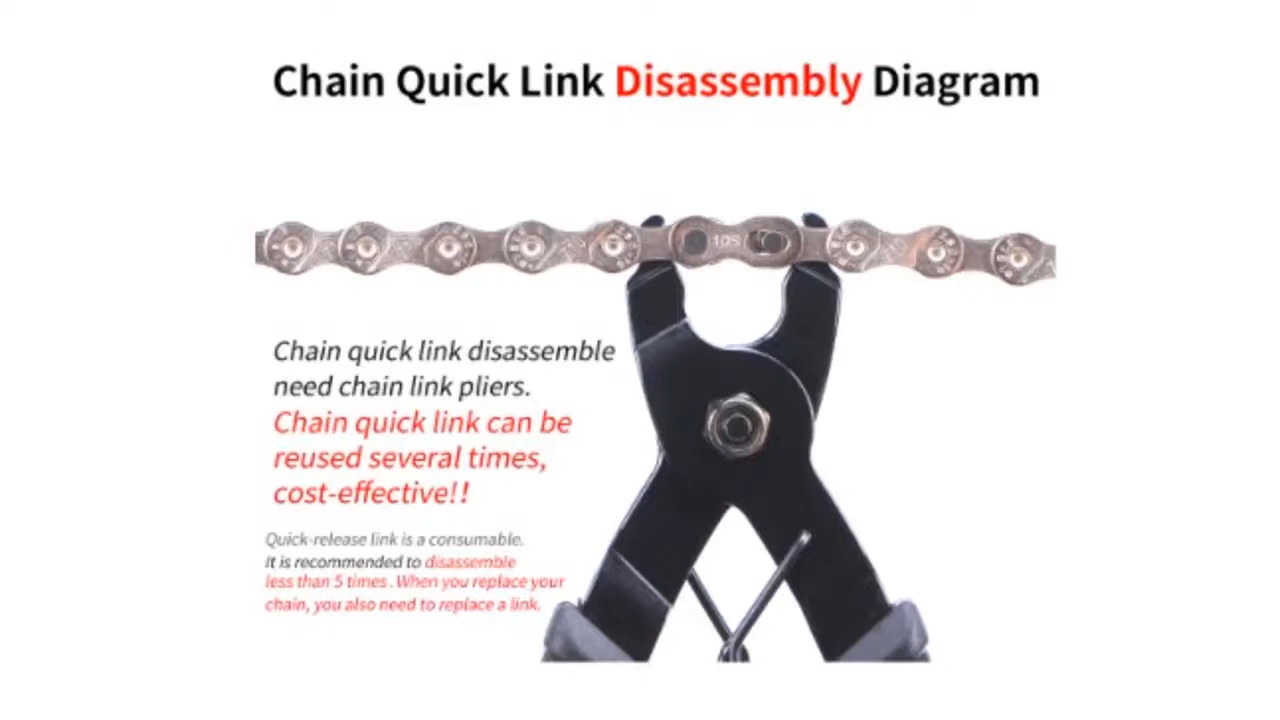 Chain Quick Link Disassembly Diagram
10S
Chain quick link disassemble
need chain link pliers.
Chain quick link can be
reused several times,
cost-effective!!
Quick-release link is a consumable.
It is recommended to disassemble
less than 5 times . When you replace your
chain, you also need to replace a link.